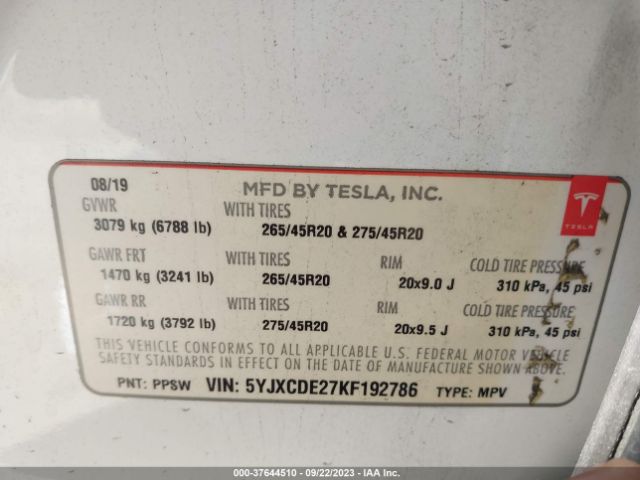 08/19
MFD BY TESLA, INC.
GVWR
WITH TIRES
3079 kg (6788 lb)
265/45R20 & 275/45R20
TESLA
GAWR FRT
WITH TIRES
RIM
COLD TIRE PRESSURE
1470 kg (3241 lb)
265/45R20
20x9.0 J
310 kPa, 45 psi
GAWR RR
WITH TIRES
RIM
COLD TIRE PRESSURE
1720 kg (3792 lb)
275/45R20
20x9.5 J
310 kPa, 45 psi
THIS VEHICLE CONFORMS TO ALL APPLICABLE U.S. FEDERAL MOTOR VEHICLE
SAFETY STANDARDS IN EFFECT ON THE DATE OF MANUFACTURE SHOWN ABOVE.
PNT: PPSW VIN: 5YJXCDE27KF192786 TYPE: MPV
000-37644510 - 09/22/2023 - IAA Inc.